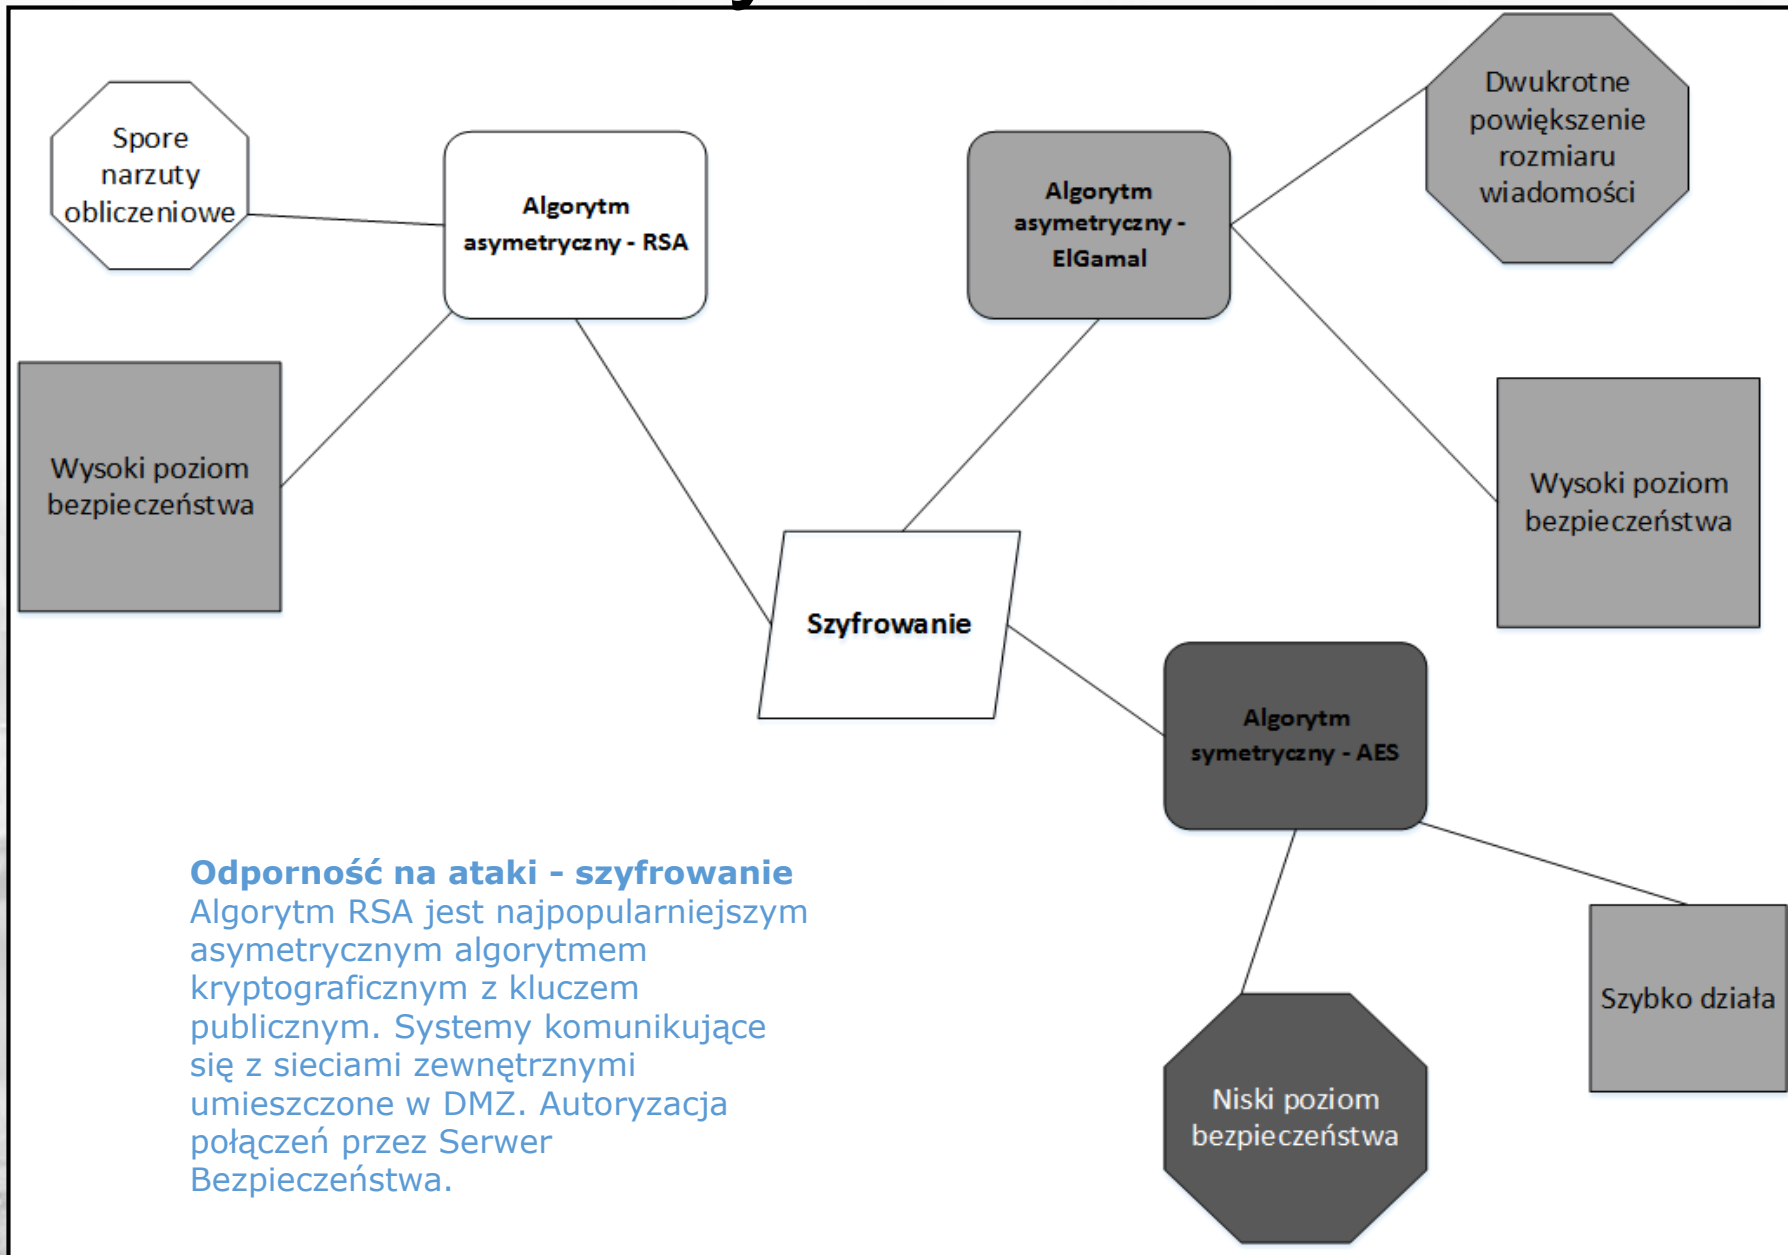 Spore
narzuty
obliczeniowe
Algorytm
asymetryczny - RSA
Algorytm
asymetryczny -
ElGamal
Dwukrotne
powiększenie
rozmiaru
wiadomości
Wysoki poziom
bezpieczeństwa
Wysoki poziom
bezpieczeństwa
Szyfrowanie
Algorytm
symetryczny - AES
Odporność na ataki - szyfrowanie
Algorytm RSA jest najpopularniejszym
asymetrycznym algorytmem
kryptograficznym z kluczem
publicznym. Systemy komunikujące
się z sieciami zewnętrznymi
umieszczone w DMZ. Autoryzacja
połączeń przez Serwer
Bezpieczeństwa.
Szybko działa
Niski poziom
bezpieczeństwa